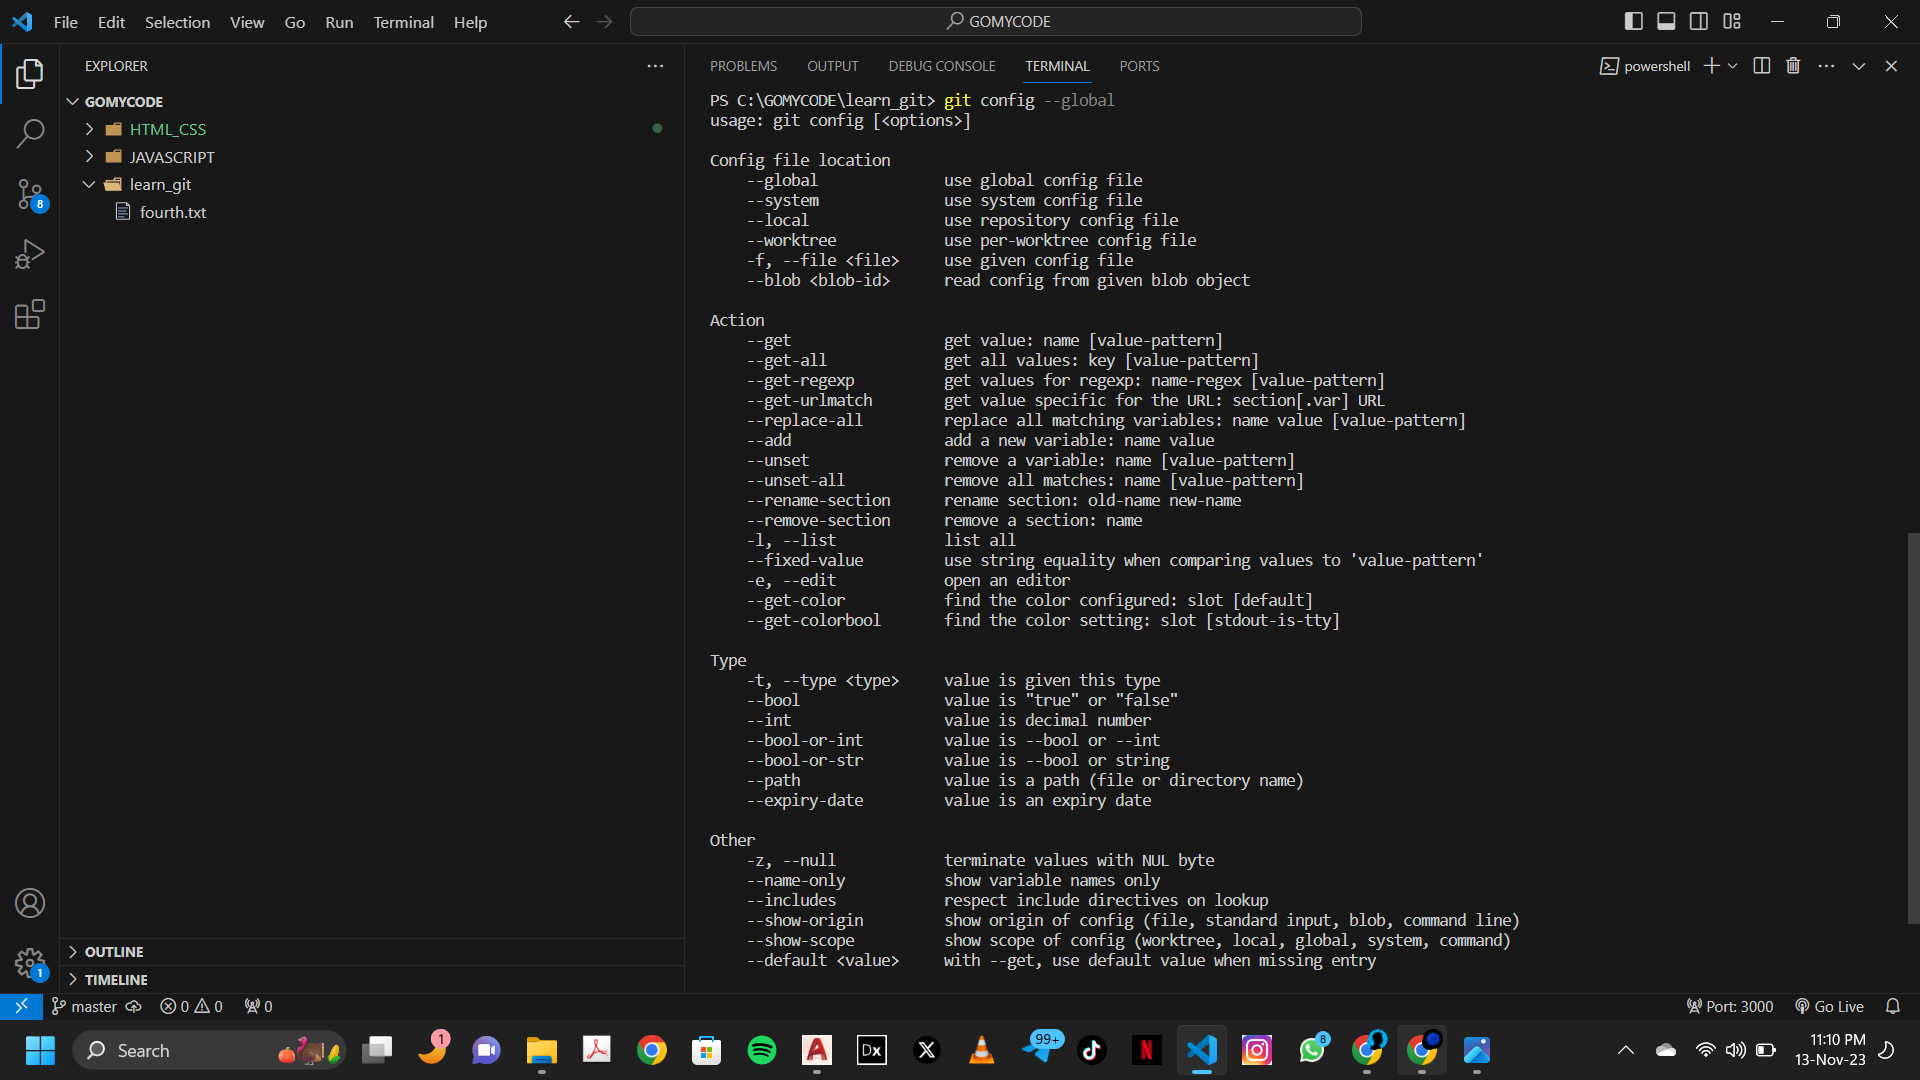 File Edit Selection View Go Run Terminal Help
GOMYCODE
EXPLORER
GOMYCODE
HTML_CSS
JAVASCRIPT
learn_git
fourth.txt
8
OUTLINE
TIMELINE
1
PROBLEMS OUTPUT DEBUG CONSOLE TERMINAL PORTS
powershell
PS C:\GOMYCODE\learn_git> git config --global
usage: git config [<options>]
Config file location
--global use global config file
--system use system config file
--local use repository config file
--worktree use per-worktree config file
-f, --file <file> use given config file
--blob <blob-id> read config from given blob object
Action
--get get value: name [value-pattern]
--get-all get all values: key [value-pattern]
--get-regexp get values for regexp: name-regex [value-pattern]
--get-urlmatch get value specific for the URL: section[.var] URL
--replace-all replace all matching variables: name value [value-pattern]
--add add a new variable: name value
--unset remove a variable: name [value-pattern]
--unset-all remove all matches: name [value-pattern]
--rename-section rename section: old-name new-name
--remove-section remove a section: name
-l, --list list all
--fixed-value use string equality when comparing values to 'value-pattern'
-e, --edit open an editor
--get-color find the color configured: slot [default]
--get-colorbool find the color setting: slot [stdout-is-tty]
Type
-t, --type <type> value is given this type
--bool value is "true" or "false"
--int value is decimal number
--bool-or-int value is --bool or --int
--bool-or-str value is --bool or string
--path value is a path (file or directory name)
--expiry-date value is an expiry date
Other
-z, --null terminate values with NUL byte
--name-only show variable names only
--includes respect include directives on lookup
--show-origin show origin of config (file, standard input, blob, command line)
--show-scope show scope of config (worktree, local, global, system, command)
--default <value> with --get, use default value when missing entry
master 0 0 0 Port: 3000 Go Live
Search 1 Dx X 99+ N 8
11:10 PM
13-Nov-23